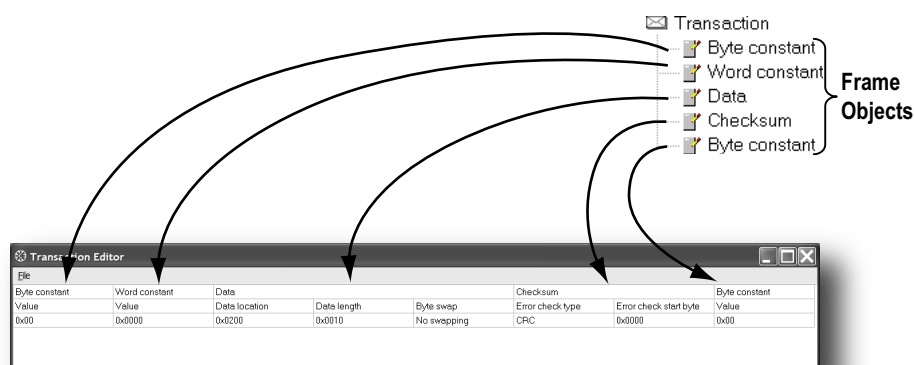 Transaction
Byte constant
Word constant
Data
Checksum
Byte constant
Frame
Objects
Transaction Editor
File
Byte constant Word constant Data Checksum Byte constant
Value Value Data location Data length Byte swap Error check type Error check start byte Value
0x00 0x0000 0x0200 0x0010 No swapping CRC 0x0000 0x00